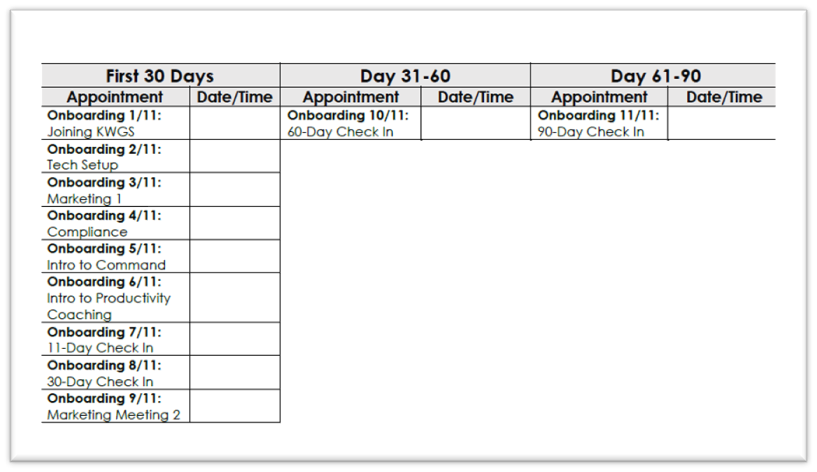 First 30 Days Day 31-60 Day 61-90
Appointment Date/Time Appointment Date/Time Appointment Date/Time
Onboarding 1/11: Onboarding 10/11: Onboarding 11/11:
Joining KWGS 60-Day Check In 90-Day Check In
Onboarding 2/11:
Tech Setup
Onboarding 3/11:
Marketing 1
Onboarding 4/11:
Compliance
Onboarding 5/11:
Intro to Command
Onboarding 6/11:
Intro to Productivity
Coaching
Onboarding 7/11:
11-Day Check In
Onboarding 8/11:
30-Day Check In
Onboarding 9/11:
Marketing Meeting 2